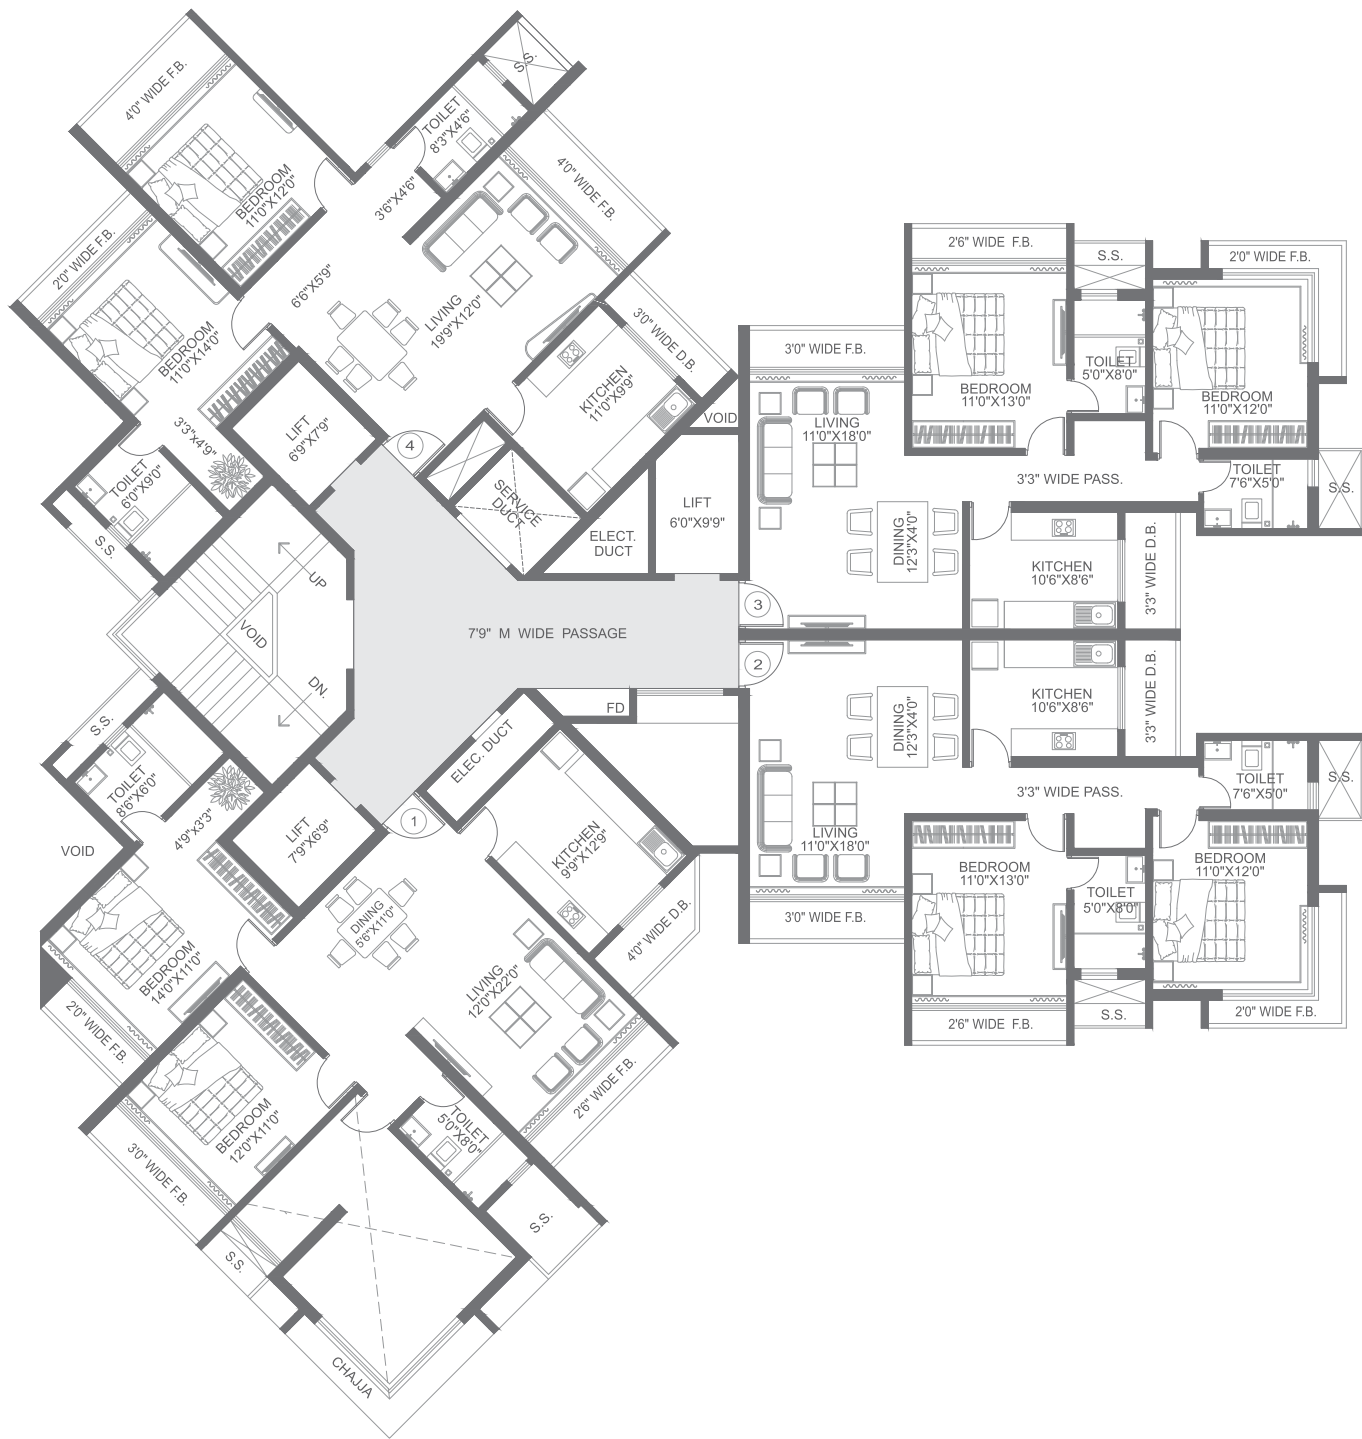 4'0" WIDE F.B.
S.S.
TOILET
8'3"X4'6"
4'0" WIDE F.B.
BEDROOM
11'0"X12'0"
3'6"X4'6"
2'0" WIDE F.B.
6'6"X5'9"
LIVING
19'9"X12'0"
3'0" WIDE D.B.
BEDROOM
11'0"X14'0"
KITCHEN
11'0"X9'9"
VOID
3'3"X4'9"
LIFT
6'9"X7'9"
4
TOILET
6'0"X9'0"
S.S.
SERVICE
DUCT
ELECT.
DUCT
LIFT
6'0"X9'9"
UP
VOID
DN.
7'9" M WIDE PASSAGE
3
2
FD
3'0" WIDE F.B.
LIVING
11'0"X18'0"
DINING
12'3"X4'0"
2'6" WIDE F.B.
S.S.
2'0" WIDE F.B.
BEDROOM
11'0"X13'0"
TOILET
5'0"X8'0"
BEDROOM
11'0"X12'0"
3'3" WIDE PASS.
TOILET
7'6"X5'0"
S.S.
KITCHEN
10'6"X8'6"
3'3" WIDE D.B.
KITCHEN
10'6"X8'6"
3'3" WIDE D.B.
DINING
12'3"X4'0"
3'3" WIDE PASS.
TOILET
7'6"X5'0"
S.S.
LIVING
11'0"X18'0"
BEDROOM
11'0"X13'0"
TOILET
5'0"X8'0"
BEDROOM
11'0"X12'0"
3'0" WIDE F.B.
2'6" WIDE F.B.
S.S.
2'0" WIDE F.B.
S.S.
TOILET
8'6"X6'0"
VOID
4'9"x3'3"
LIFT
7'9"X6'9"
1
ELEC. DUCT
KITCHEN
9'9"X12'9"
DINING
5'6"X11'0"
4'0" WIDE D.B.
BEDROOM
14'0"X11'0"
LIVING
12'0"X22'0"
2'0" WIDE F.B.
2'6" WIDE F.B.
BEDROOM
12'0"X11'0"
TOILET
5'0"X8'0"
3'0" WIDE F.B.
S.S.
S.S.
CHAJJA